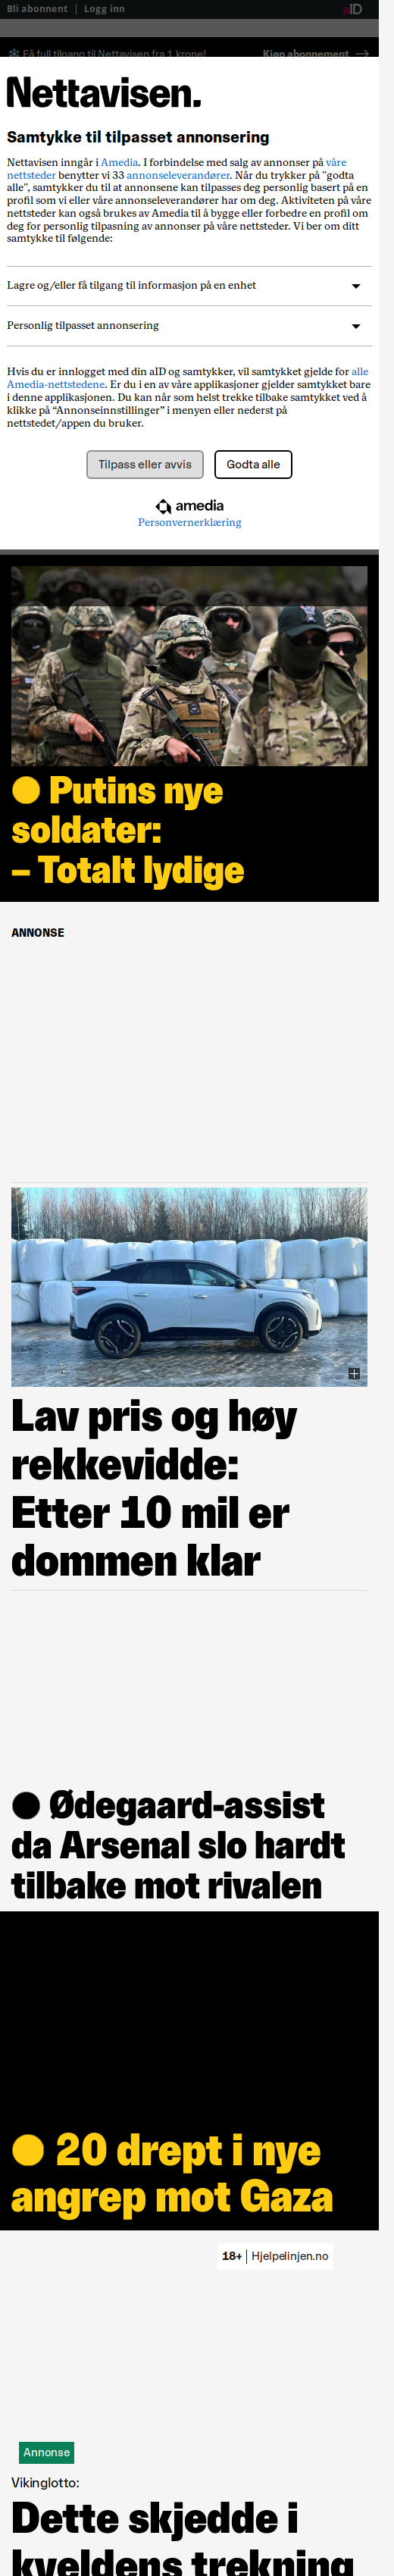 Bli abonnent | Logg inn
aID
Få full tilgang til Nettavisen fra 1 krone!
Kjøp abonnement →
Nettavisen.
Samtykke til tilpasset annonsering
Nettavisen inngår i Amedia. I forbindelse med salg av annonser på våre
nettsteder benytter vi 33 annonseleverandører. Når du trykker på "godta
alle", samtykker du til at annonsene kan tilpasses deg personlig basert på en
profil som vi eller våre annonseleverandører har om deg. Aktiviteten på våre
nettsteder kan også brukes av Amedia til å bygge eller forbedre en profil om
deg for personlig tilpasning av annonser på våre nettsteder. Vi ber om ditt
samtykke til følgende:
Lagre og/eller få tilgang til informasjon på en enhet
Personlig tilpasset annonsering
Hvis du er innlogget med din aID og samtykker, vil samtykket gjelde for alle
Amedia-nettstedene. Er du i en av våre applikasjoner gjelder samtykket bare
i denne applikasjonen. Du kan når som helst trekke tilbake samtykket ved å
klikke på “Annonseinnstillinger” i menyen eller nederst på
nettstedet/appen du bruker.
Tilpass eller avvis
Godta alle
amedia
Personvernerklæring
Putins nye
soldater:
– Totalt lydige
ANNONSE
Lav pris og høy
rekkevidde:
Etter 10 mil er
dommen klar
Ødegaard-assist
da Arsenal slo hardt
tilbake mot rivalen
20 drept i nye
angrep mot Gaza
18+ | Hjelpelinjen.no
Annonse
Vikinglotto:
Dette skjedde i
kveldens trekning